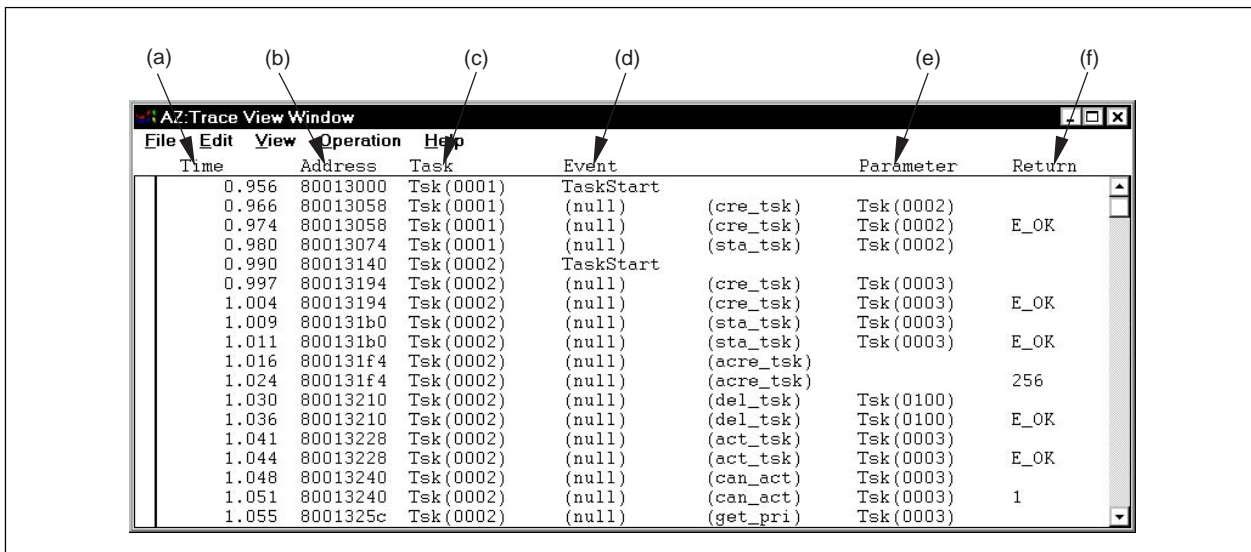 (a) (b) (c) (d) (e) (f)
AZ:Trace View Window
File Edit View Operation Help
Time Address Task Event Parameter Return
0.956 80013000 Tsk(0001) TaskStart
0.966 80013058 Tsk(0001) (null) (cre_tsk) Tsk(0002)
0.974 80013058 Tsk(0001) (null) (cre_tsk) Tsk(0002) E_OK
0.980 80013074 Tsk(0001) (null) (sta_tsk) Tsk(0002)
0.990 80013140 Tsk(0002) TaskStart
0.997 80013194 Tsk(0002) (null) (cre_tsk) Tsk(0003)
1.004 80013194 Tsk(0002) (null) (cre_tsk) Tsk(0003) E_OK
1.009 800131b0 Tsk(0002) (null) (sta_tsk) Tsk(0003)
1.011 800131b0 Tsk(0002) (null) (sta_tsk) Tsk(0003) E_OK
1.016 800131f4 Tsk(0002) (null) (acre_tsk)
1.024 800131f4 Tsk(0002) (null) (acre_tsk) 256
1.030 80013210 Tsk(0002) (null) (del_tsk) Tsk(0100)
1.036 80013210 Tsk(0002) (null) (del_tsk) Tsk(0100) E_OK
1.041 80013228 Tsk(0002) (null) (act_tsk) Tsk(0003)
1.044 80013228 Tsk(0002) (null) (act_tsk) Tsk(0003) E_OK
1.048 80013240 Tsk(0002) (null) (can_act) Tsk(0003)
1.051 80013240 Tsk(0002) (null) (can_act) Tsk(0003) 1
1.055 8001325c Tsk(0002) (null) (get_pri) Tsk(0003)